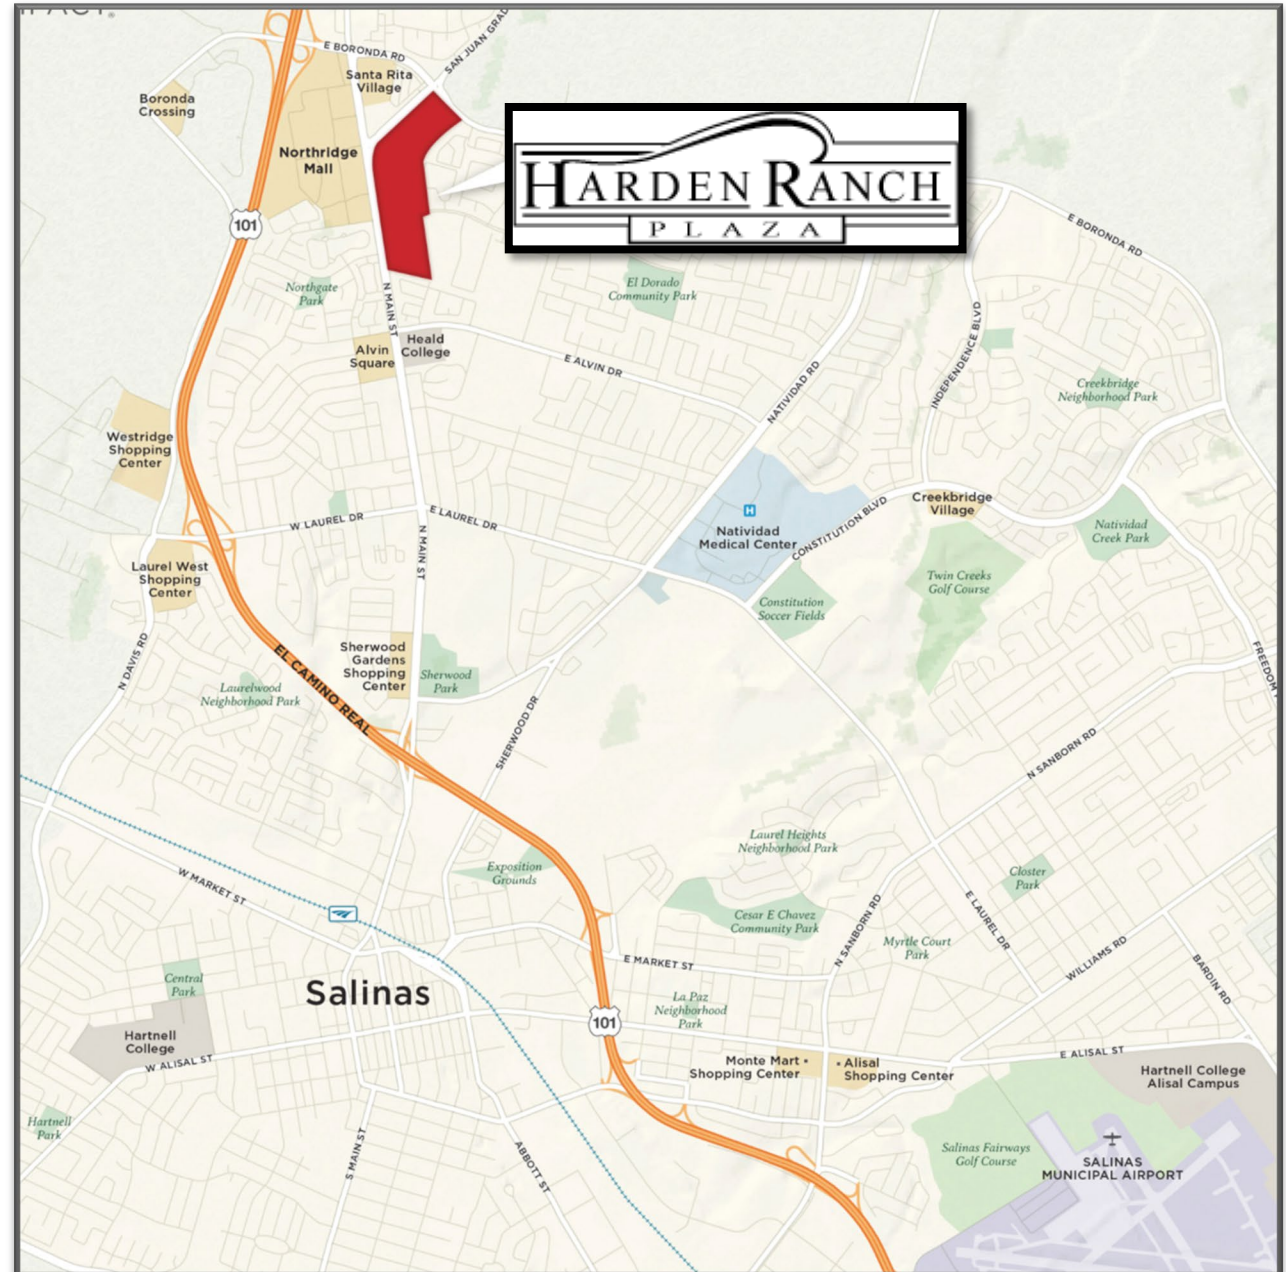 E BORONDA RD
SAN JUAN GRAD
Santa Rita
Village
Boronda
Crossing
Northridge
Mall
HARDEN RANCH
PLAZA
101
E BORONDA RD
Northgate
Park
N MAIN ST
El Dorado
Community Park
INDEPENDENCE BLVD
Alvin
Square
Heald
College
E ALVIN DR
NATIVIDAD RD
Creekbridge
Neighborhood Park
Westridge
Shopping
Center
W LAUREL DR
E LAUREL DR
N MAIN ST
Natividad
Medical Center
H
CONSTITUTION BLVD
Creekbridge
Village
Natividad
Creek Park
Laurel West
Shopping
Center
Twin Creeks
Golf Course
Constitution
Soccer Fields
N DAVIS RD
Sherwood
Gardens
Shopping
Center
Sherwood
Park
FREEDOM
Laurelwood
Neighborhood Park
EL CAMINO REAL
SHERWOOD DR
N SANBORN RD
Laurel Heights
Neighborhood Park
Exposition
Grounds
W MARKET ST
Closter
Park
Cesar E Chavez
Community Park
N SANBORN RD
E LAUREL DR
Myrtle Court
Park
WILLIAMS RD
BARDIN RD
E MARKET ST
Central
Park
Salinas
La Paz
Neighborhood
Park
101
Hartnell
College
W ALISAL ST
Monte Mart
Shopping Center
Alisal
Shopping Center
E ALISAL ST
Hartnell College
Alisal Campus
Hartnell
Park
S MAIN ST
ABBOTT ST
Salinas Fairways
Golf Course
SALINAS
MUNICIPAL AIRPORT